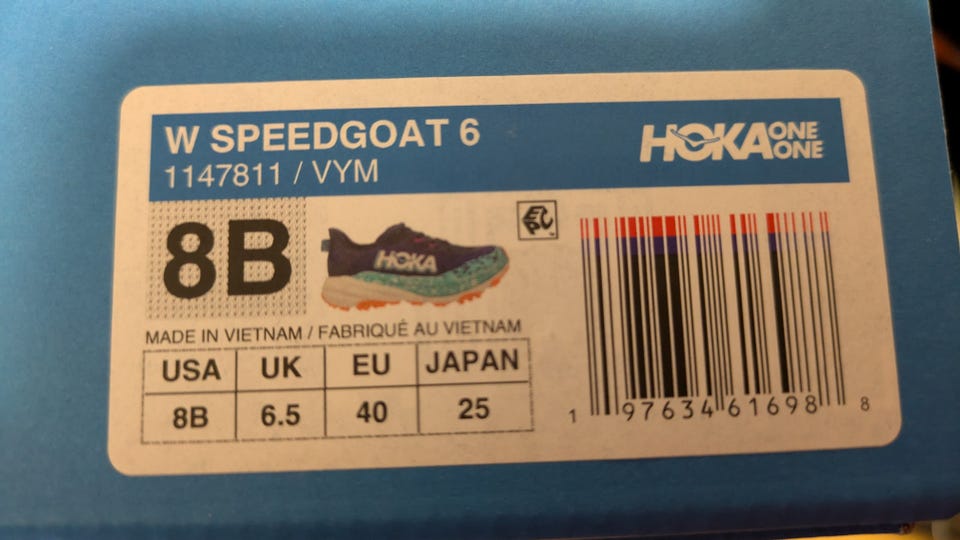 W SPEEDGOAT 6
1147811 / VYM
HOKA ONE ONE
8B
HOKA
EPC
MADE IN VIETNAM / FABRIQUÉ AU VIETNAM
USA UK EU JAPAN
8B 6.5 40 25
1 97634 61698 8